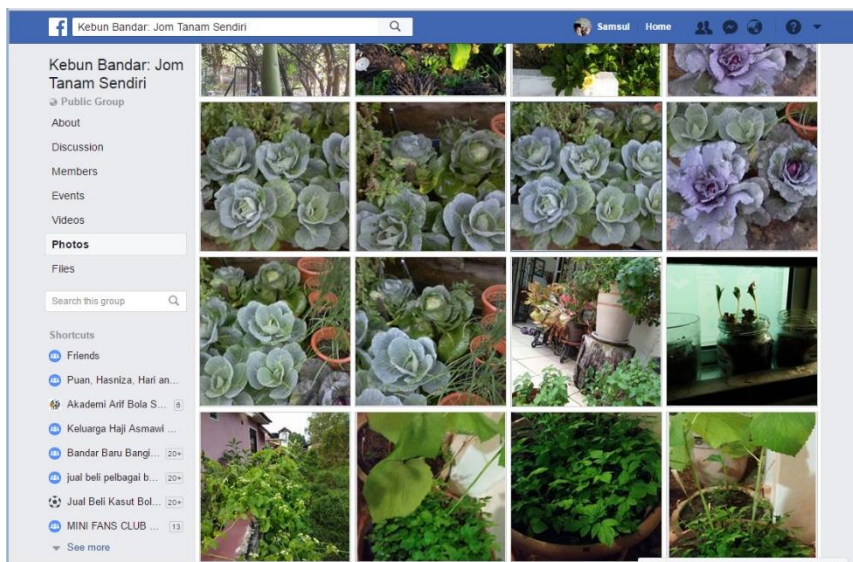 Kebun Bandar: Jom Tanam Sendiri
Samsul Home
Kebun Bandar: Jom
Tanam Sendiri
Public Group
About
Discussion
Members
Events
Videos
Photos
Files
Search this group
Shortcuts
Friends
Puan, Hasniza, Hari an...
Akademi Arif Bola S... 6
Keluarga Haji Asmawi ...
Bandar Baru Bangi... 20+
jual beli pelbagai b... 20+
Jual Beli Kasut Bol... 20+
MINI FANS CLUB ... 13
See more